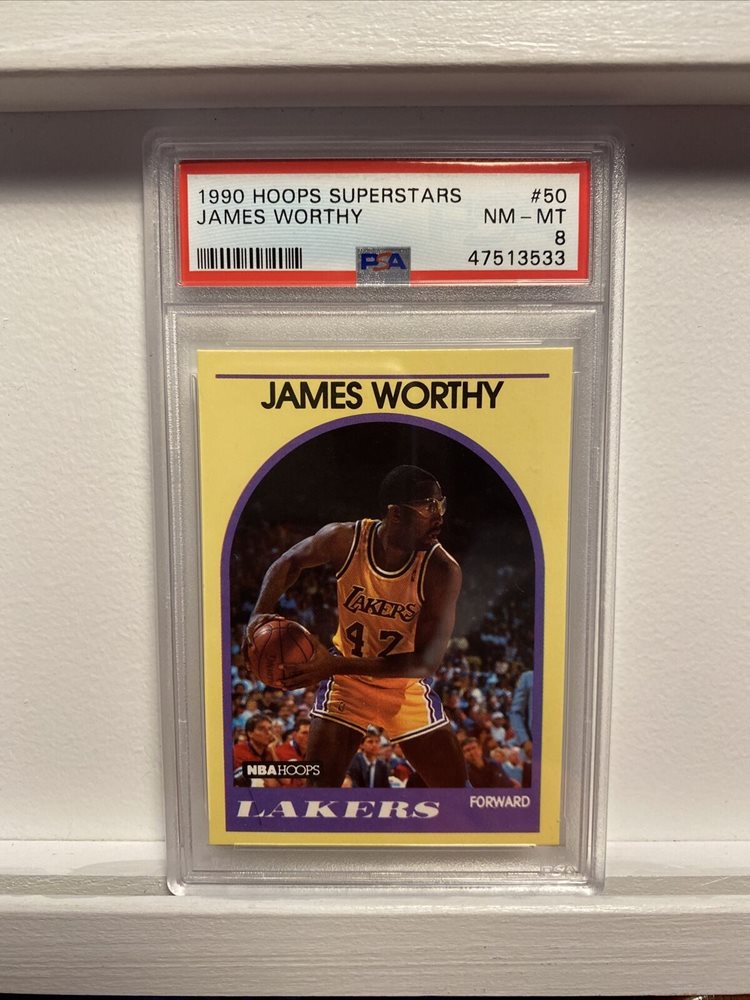 1990 HOOPS SUPERSTARS #50
JAMES WORTHY NM - MT
8
PSA 47513533
JAMES WORTHY
LAKERS
42
NBA HOOPS
LAKERS FORWARD